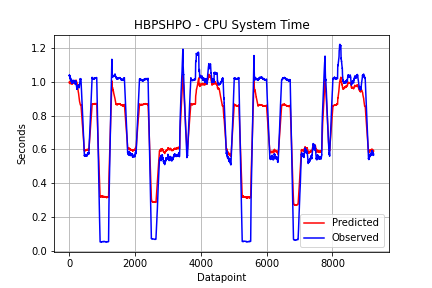 HBPSHPO - CPU System Time
1.2
1.0
0.8
0.6
0.4
0.2
0.0
Seconds
0 2000 4000 6000 8000
Datapoint
Predicted
Observed